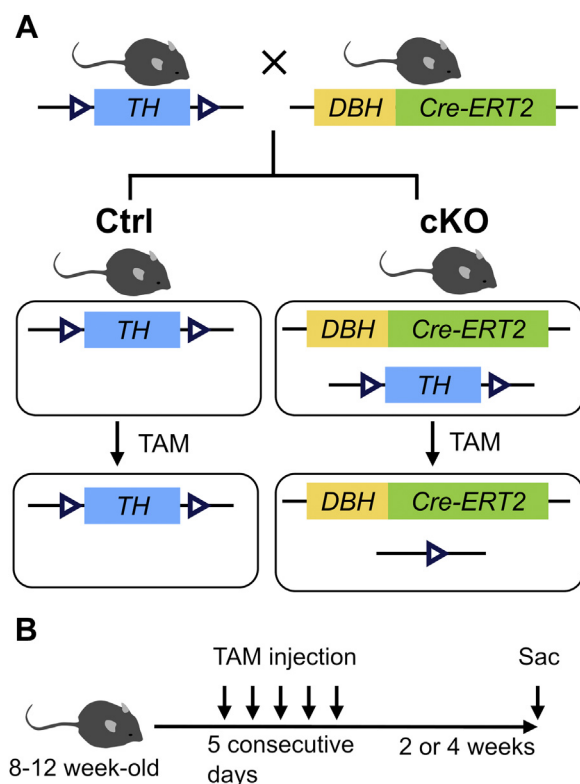 A
TH
DBH Cre-ERT2
Ctrl
cKO
TH
DBH Cre-ERT2
TH
TAM
TAM
TH
DBH Cre-ERT2
B
TAM injection
Sac
8-12 week-old
5 consecutive
days
2 or 4 weeks